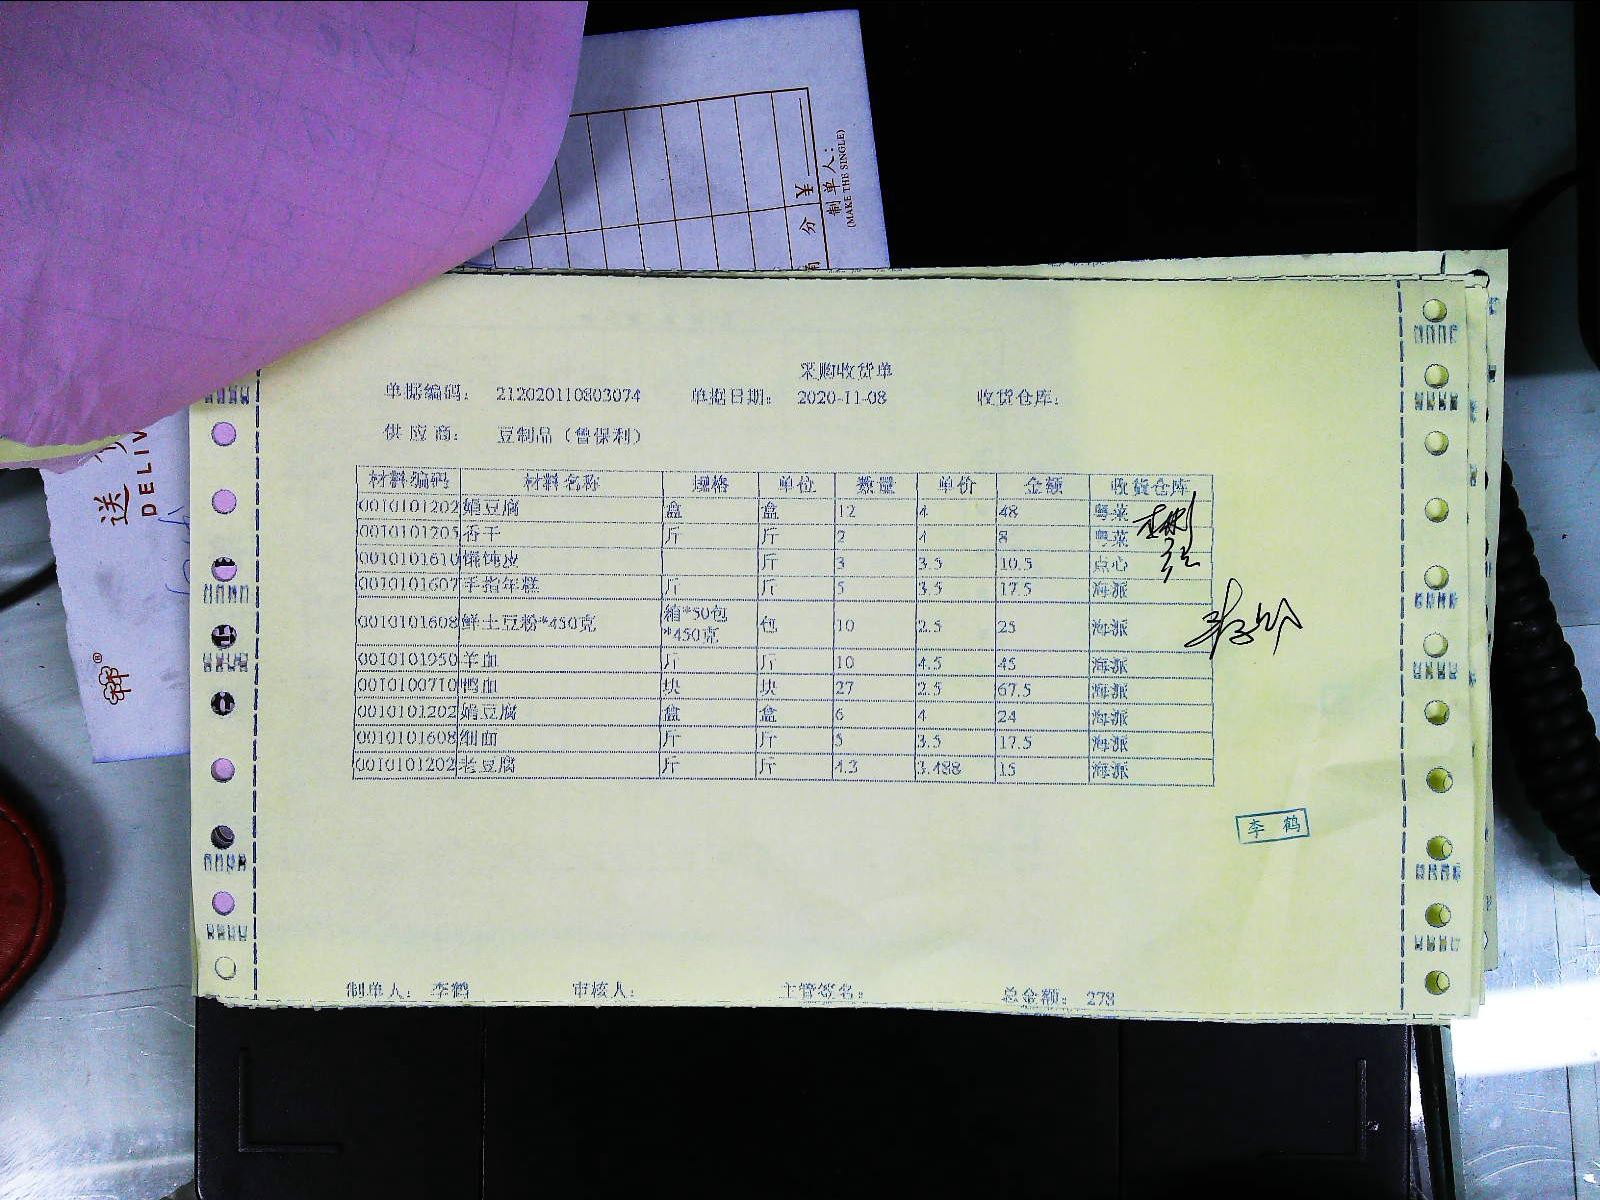 采购收货单
单据编码: 212020110803074 单据日期: 2020-11-08 收货仓库:
供应商: 豆制品（曾保利）
材料编码 材料名称 规格 单位 数量 单价 金额 收货仓库
0010101202 娟豆腐 盒 盒 12 4 48 粤菜
0010101205 香干 斤 斤 2 4 8 粤菜
0010101610 馄饨皮 斤 3 3.5 10.5 点心
0010101607 手指年糕 斤 斤 5 3.5 17.5 海派
0010101608 鲜土豆粉*450克 箱*50包*450克 包 10 2.5 25 海派
0010101950 羊血 斤 斤 10 4.5 45 海派
0010100710 鸭血 块 块 27 2.5 67.5 海派
0010101202 娟豆腐 盒 盒 6 4 24 海派
0010101608 细面 斤 斤 5 3.5 17.5 海派
0010101202 老豆腐 斤 斤 4.3 3.488 15 海派
李鹤
制单人: 李鹤 审核人: 主管签名: 总金额: 278
分 ¥
制单人:
(MAKE THE SINGLE)
送
DELIV